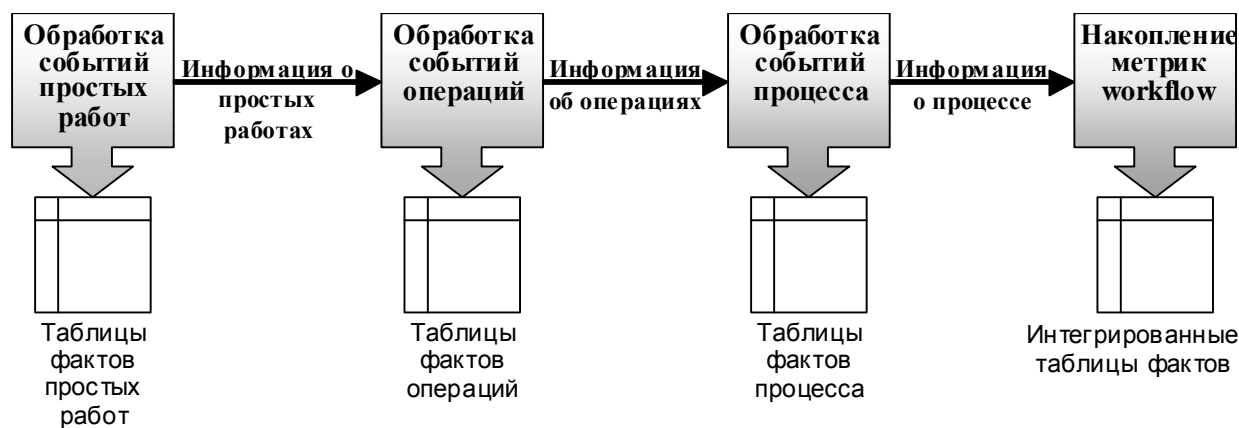 Обработка
событий
простых
работ
Информация о
простых
работах
Обработка
событий
операций
Информация
об операциях
Обработка
событий
процесса
Информация
о процессе
Накопление
метрик
workflow
Таблицы
фактов
простых
работ
Таблицы
фактов
операций
Таблицы
фактов
процесса
Интегрированные
таблицы фактов